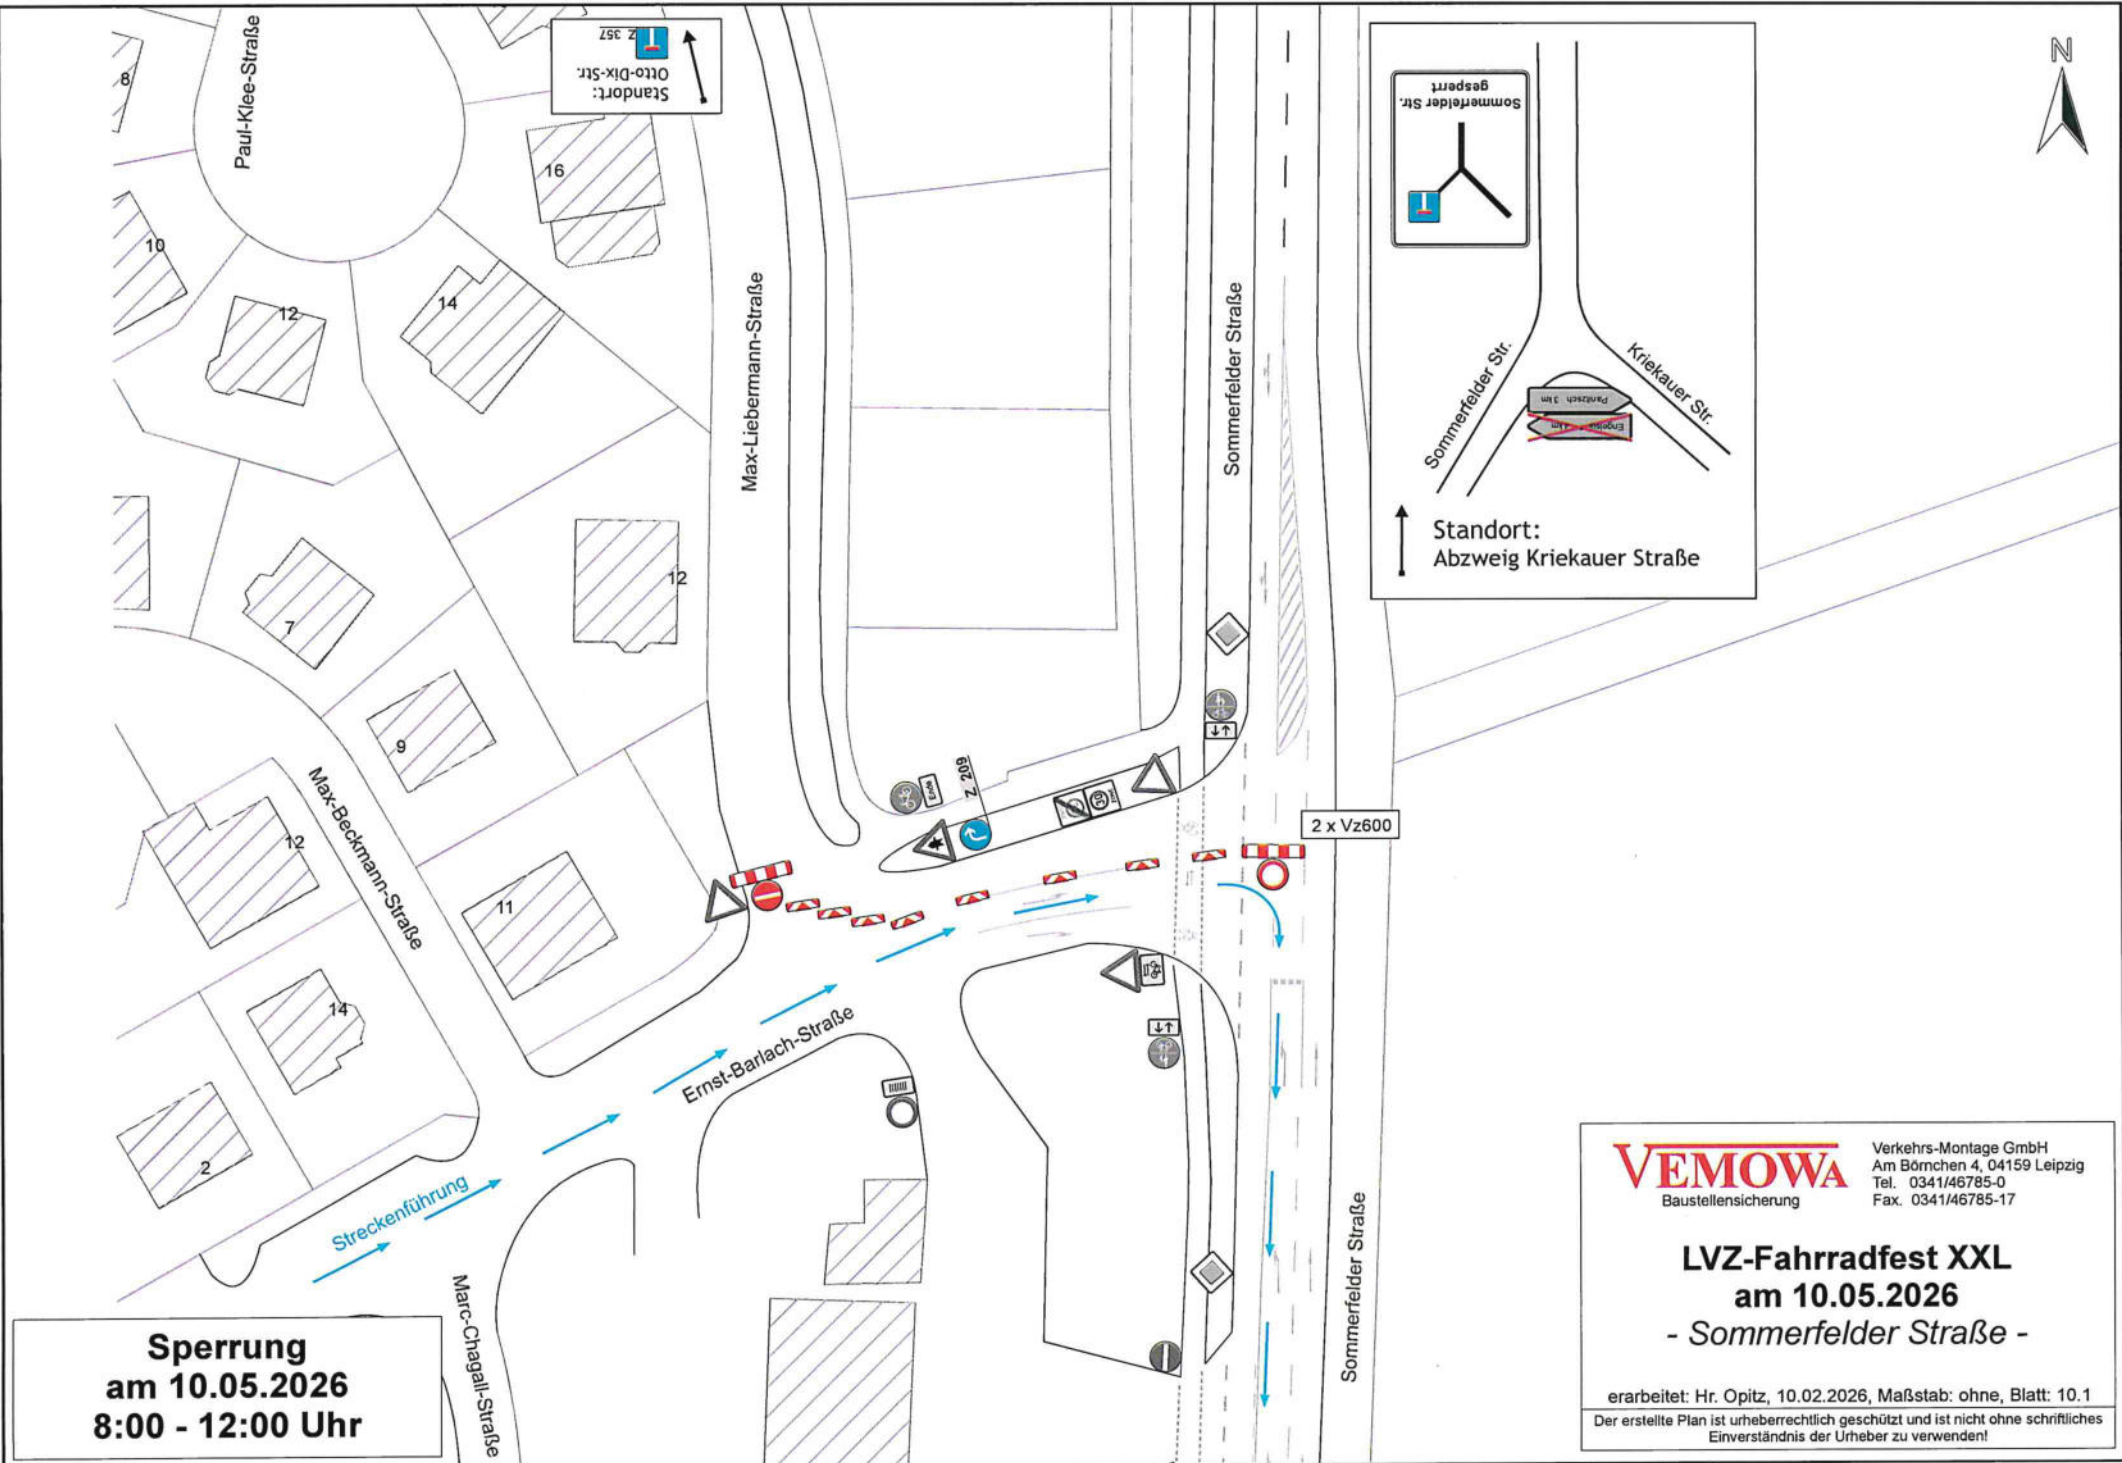 Paul-Klee-Straße
8
10
12
14
16
Standort:
Otto-Dix-Str.
Z 357
Max-Liebermann-Straße
Sommerfelder Straße
Sommerfelder Str.
gesperrt
Sommerfelder Str.
Kriekauer Str.
Panitzsch 3 km
Standort:
Abzweig Kriekauer Straße
N
12
7
9
12
Max-Beckmann-Straße
11
14
2
Ende
Z 209
30
2 x Vz600
Ernst-Barlach-Straße
Streckenführung
Marc-Chagall-Straße
Sommerfelder Straße
Sperrung
am 10.05.2026
8:00 - 12:00 Uhr
VEMOWA
Baustellensicherung
Verkehrs-Montage GmbH
Am Börnchen 4, 04159 Leipzig
Tel. 0341/46785-0
Fax. 0341/46785-17
LVZ-Fahrradfest XXL
am 10.05.2026
- Sommerfelder Straße -
erarbeitet: Hr. Opitz, 10.02.2026, Maßstab: ohne, Blatt: 10.1
Der erstellte Plan ist urheberrechtlich geschützt und ist nicht ohne schriftliches
Einverständnis der Urheber zu verwenden!